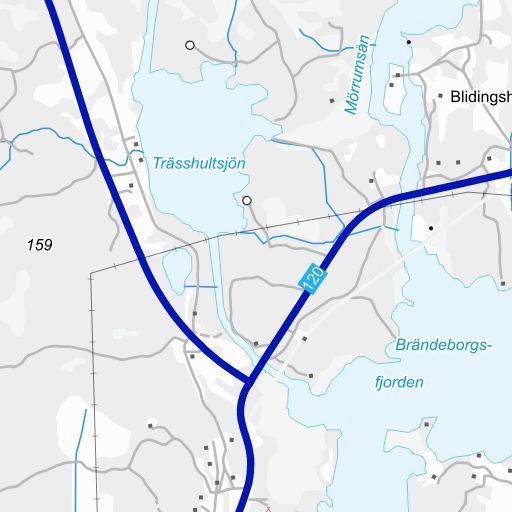 Mörrumsån
Blidingsh
Trässhultsjön
159
120
Brändeborgs-
fjorden